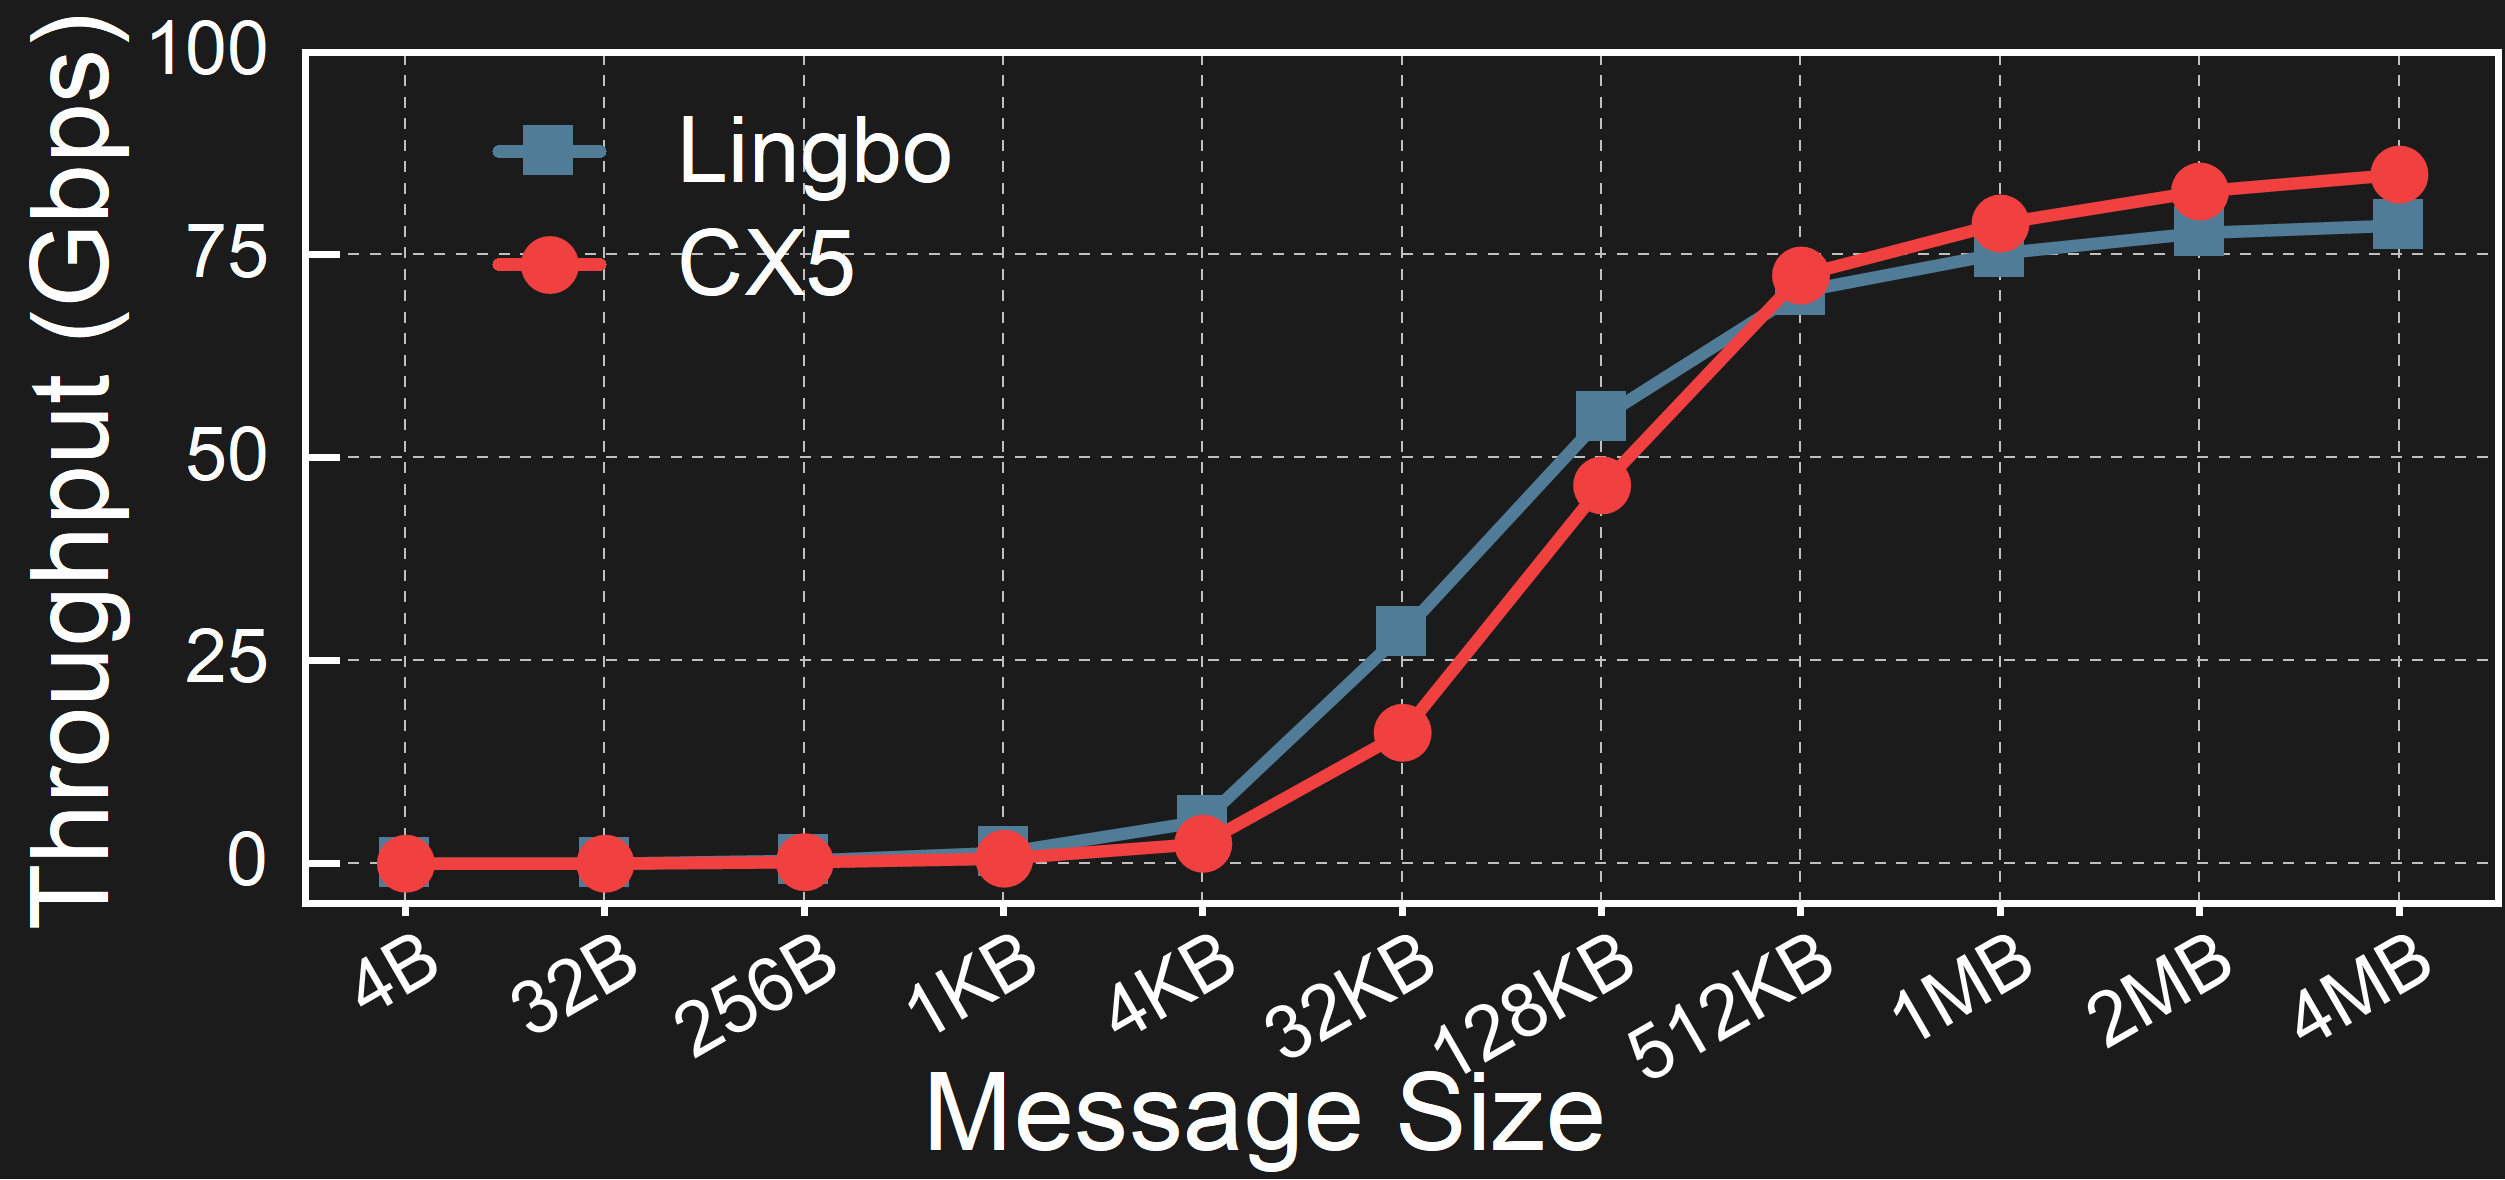 Throughput (Gbps)
100
75
50
25
0
Lingbo
CX5
4B
32B
256B
1KB
4KB
32KB
128KB
512KB
1MB
2MB
4MB
Message Size